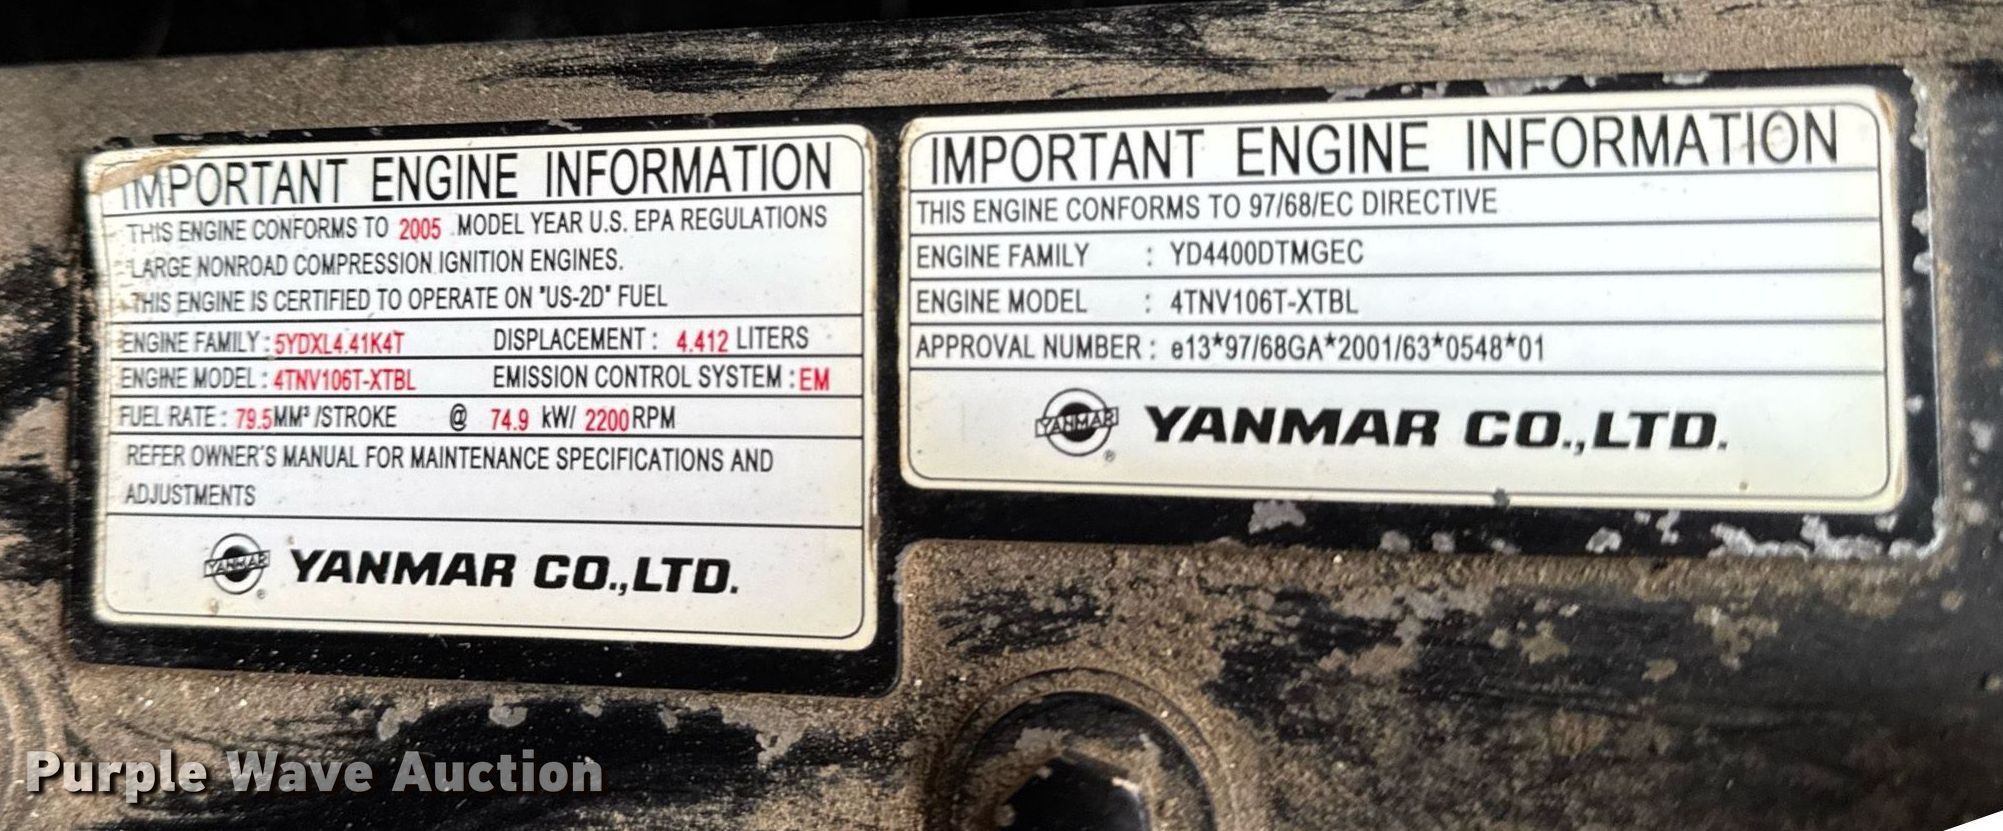 IMPORTANT ENGINE INFORMATION
THIS ENGINE CONFORMS TO 2005 MODEL YEAR U.S. EPA REGULATIONS
LARGE NONROAD COMPRESSION IGNITION ENGINES.
THIS ENGINE IS CERTIFIED TO OPERATE ON "US-2D" FUEL
ENGINE FAMILY : 5YDXL4.41K4T DISPLACEMENT : 4.412 LITERS
ENGINE MODEL : 4TNV106T-XTBL EMISSION CONTROL SYSTEM : EM
FUEL RATE : 79.5MM³/STROKE @ 74.9 kW/ 2200RPM
REFER OWNER'S MANUAL FOR MAINTENANCE SPECIFICATIONS AND
ADJUSTMENTS
YANMAR ® YANMAR CO.,LTD.
IMPORTANT ENGINE INFORMATION
THIS ENGINE CONFORMS TO 97/68/EC DIRECTIVE
ENGINE FAMILY : YD4400DTMGEC
ENGINE MODEL : 4TNV106T-XTBL
APPROVAL NUMBER : e13*97/68GA*2001/63*0548*01
YANMAR ® YANMAR CO.,LTD.
Purple Wave Auction